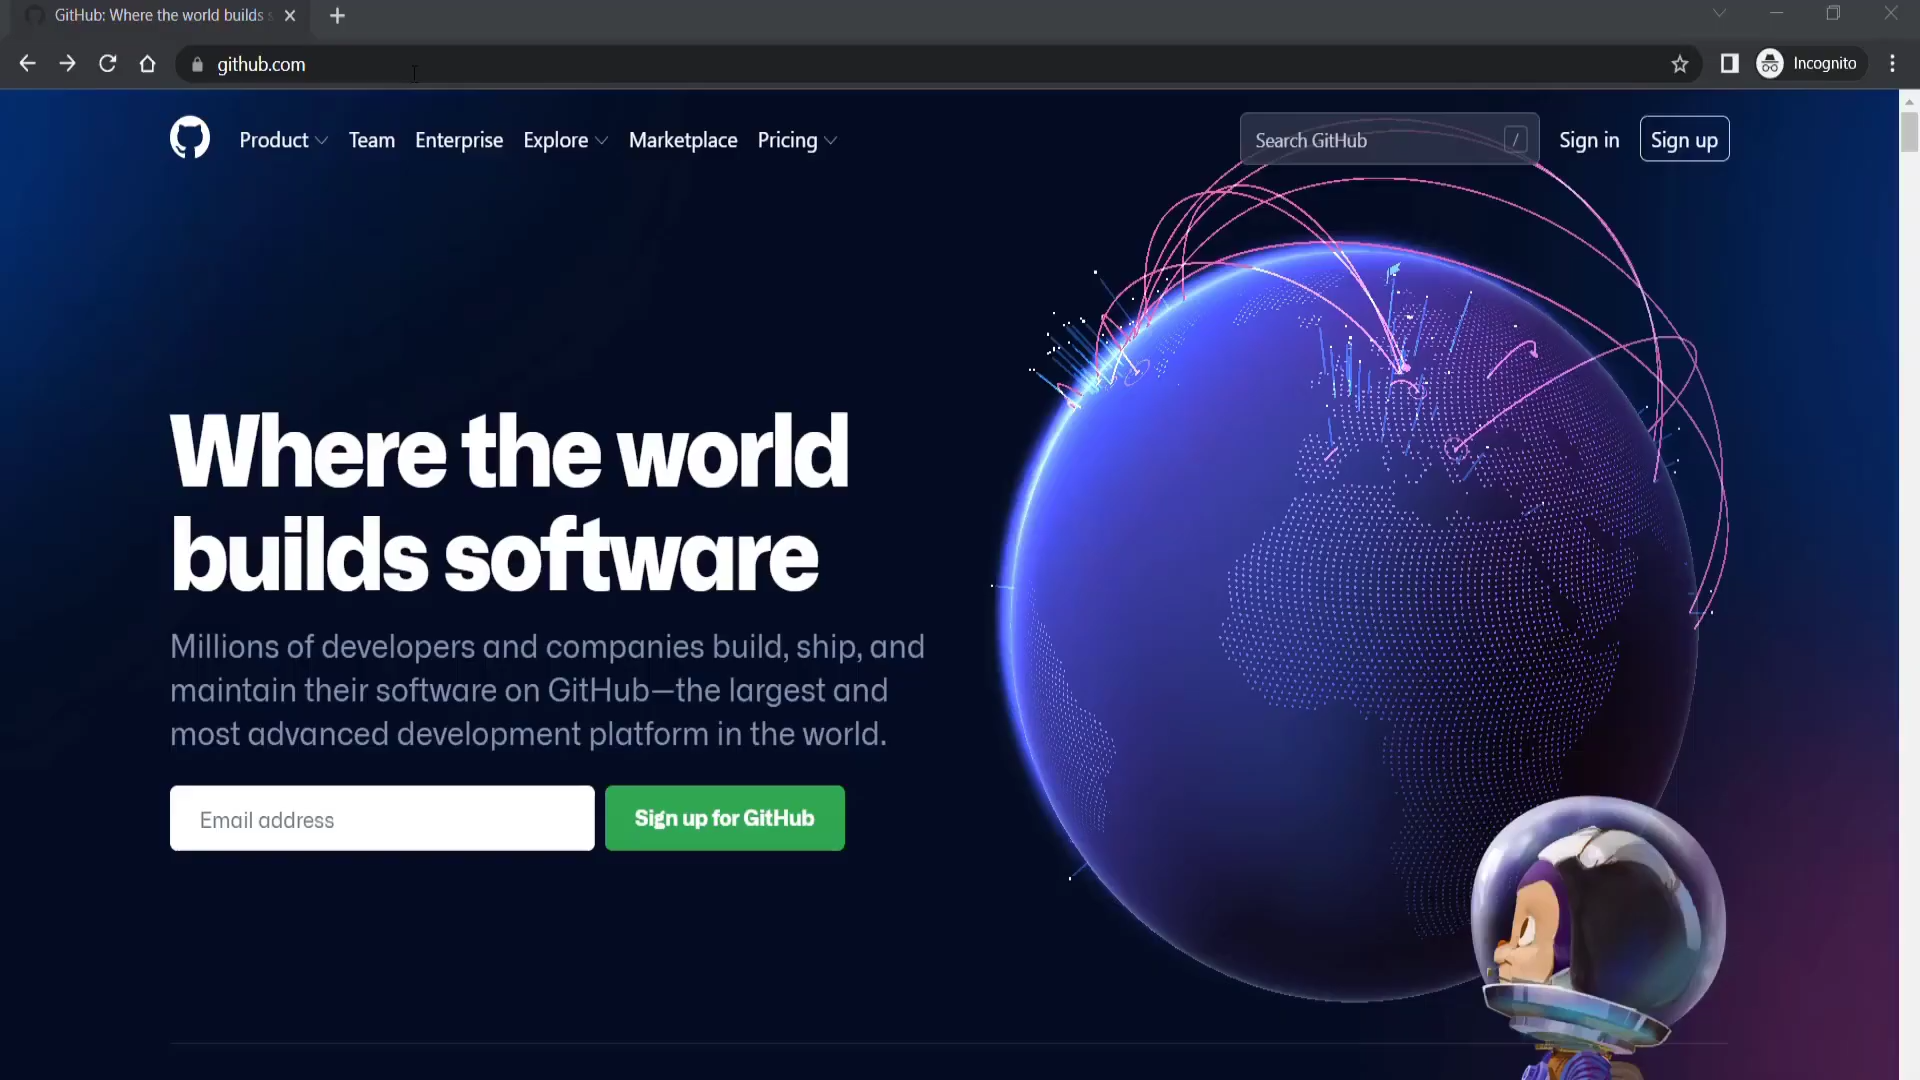 GitHub: Where the world builds s
github.com
Incognito
Product Team Enterprise Explore Marketplace Pricing
Search GitHub /
Sign in
Sign up
Where the world
builds software
Millions of developers and companies build, ship, and
maintain their software on GitHub—the largest and
most advanced development platform in the world.
Email address
Sign up for GitHub